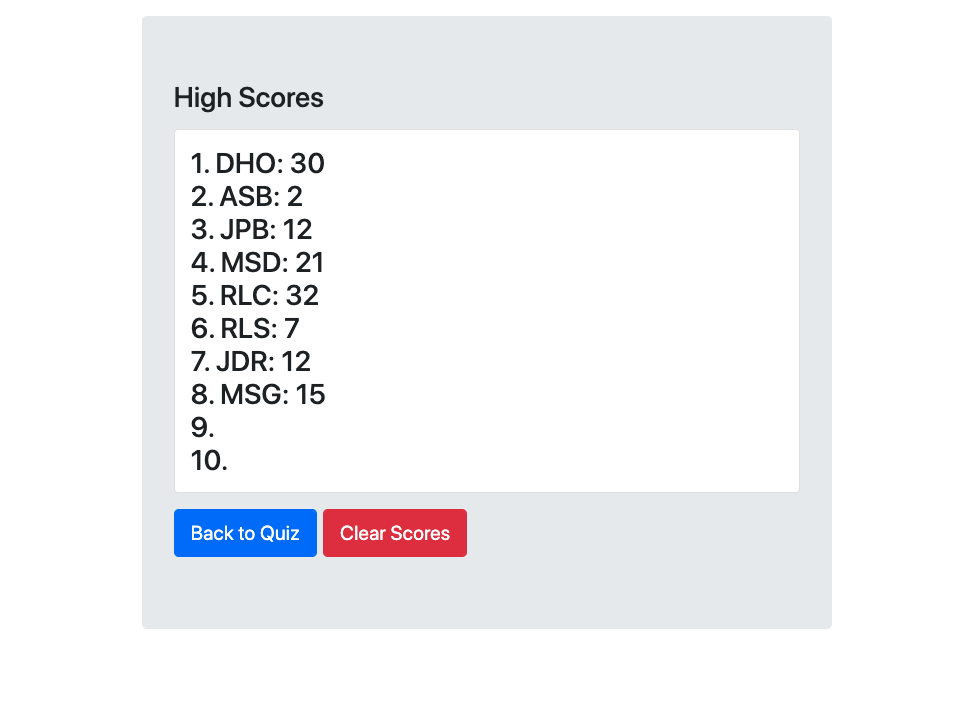 High Scores
1. DHO: 30
2. ASB: 2
3. JPB: 12
4. MSD: 21
5. RLC: 32
6. RLS: 7
7. JDR: 12
8. MSG: 15
9.
10.
Back to Quiz Clear Scores